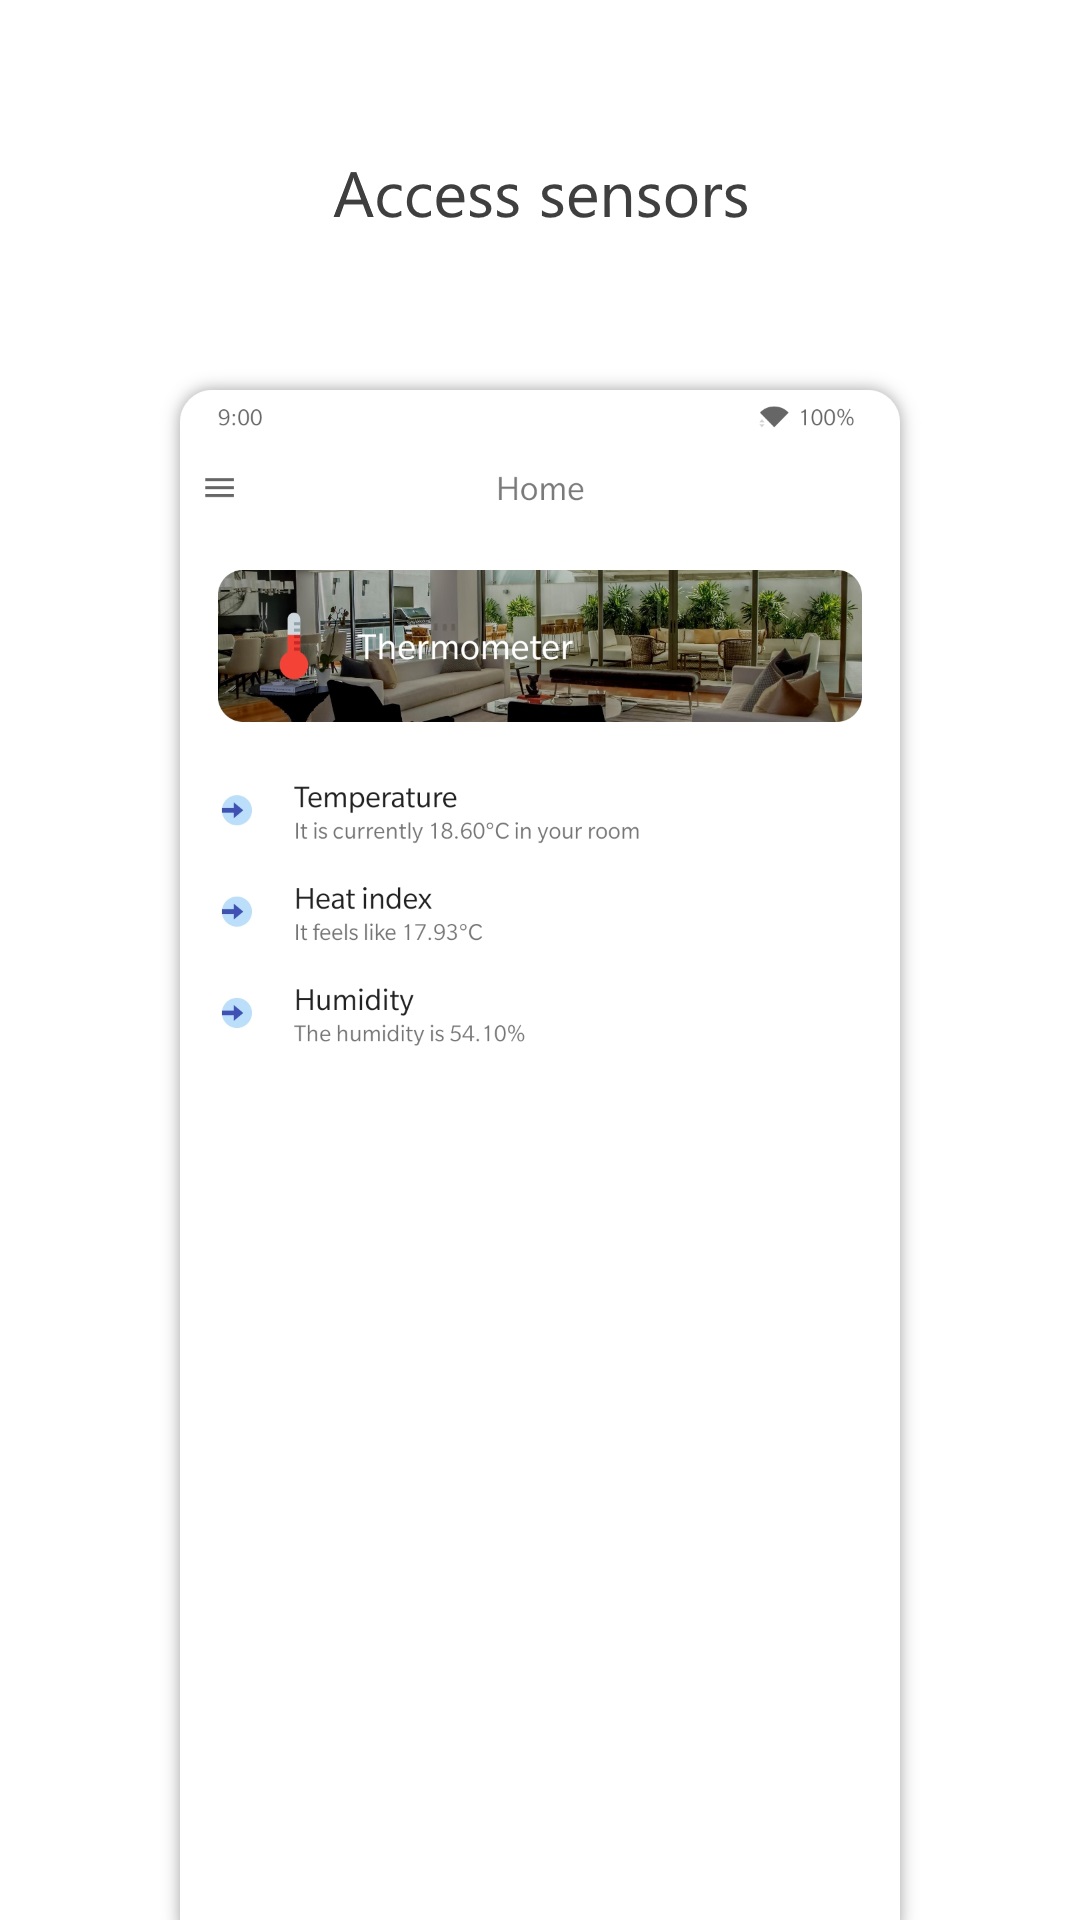 Access sensors
9:00
100%
Home
Thermometer
Temperature
It is currently 18.60°C in your room
Heat index
It feels like 17.93°C
Humidity
The humidity is 54.10%